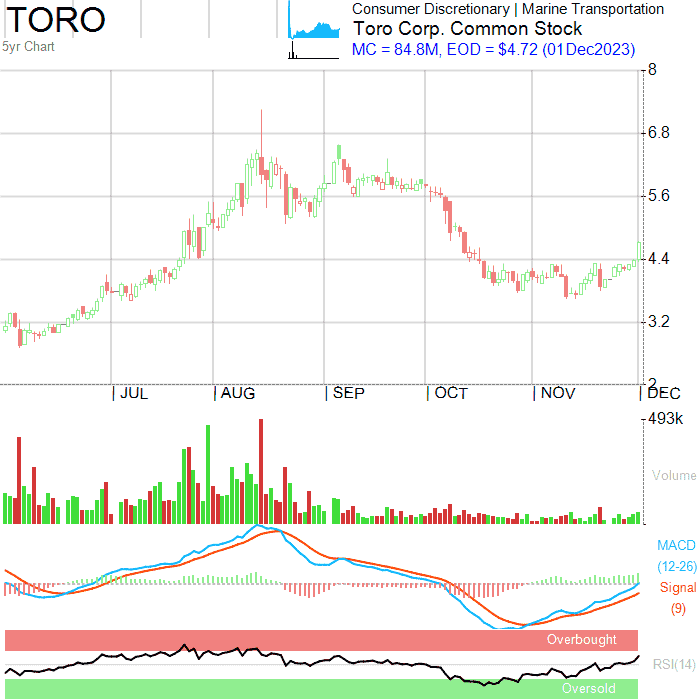 TORO
5yr Chart
Consumer Discretionary | Marine Transportation
Toro Corp. Common Stock
MC = 84.8M, EOD = $4.72 (01Dec2023)
8
6.8
5.6
4.4
3.2
2
| JUL | AUG | SEP | OCT | NOV | DEC
493k
Volume
MACD
(12-26)
Signal
(9)
Overbought
RSI(14)
Oversold